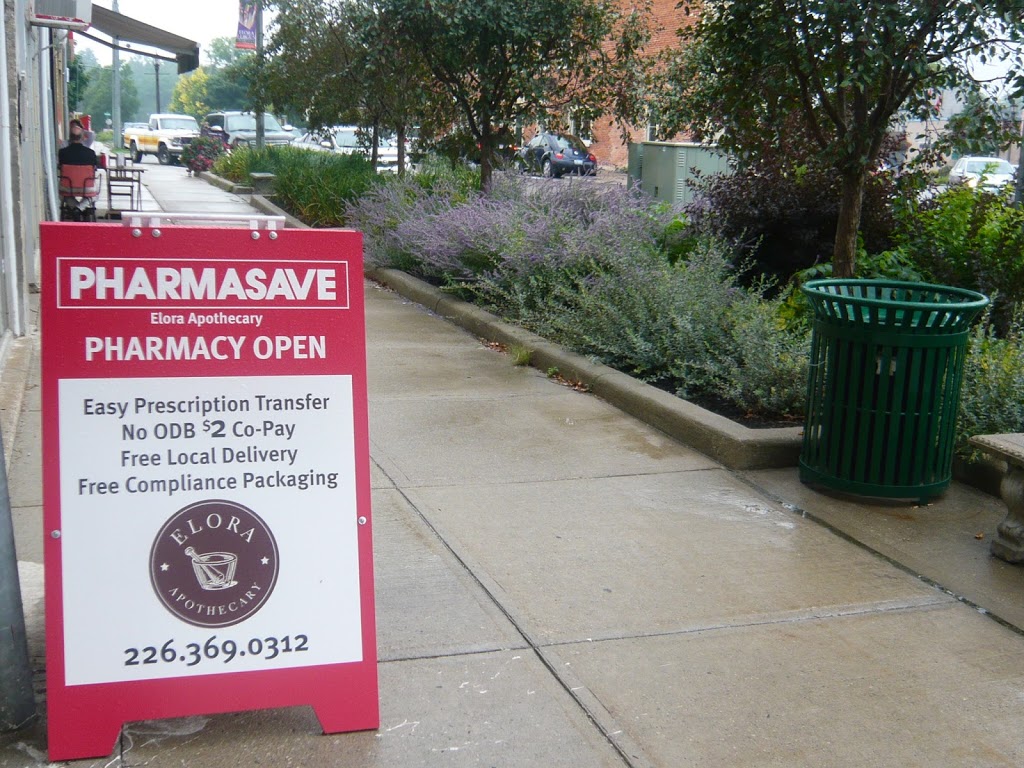 PHARMASAVE
Elora Apothecary
PHARMACY OPEN
Easy Prescription Transfer
No ODB $2 Co-Pay
Free Local Delivery
Free Compliance Packaging
ELORA
APOTHECARY
226.369.0312